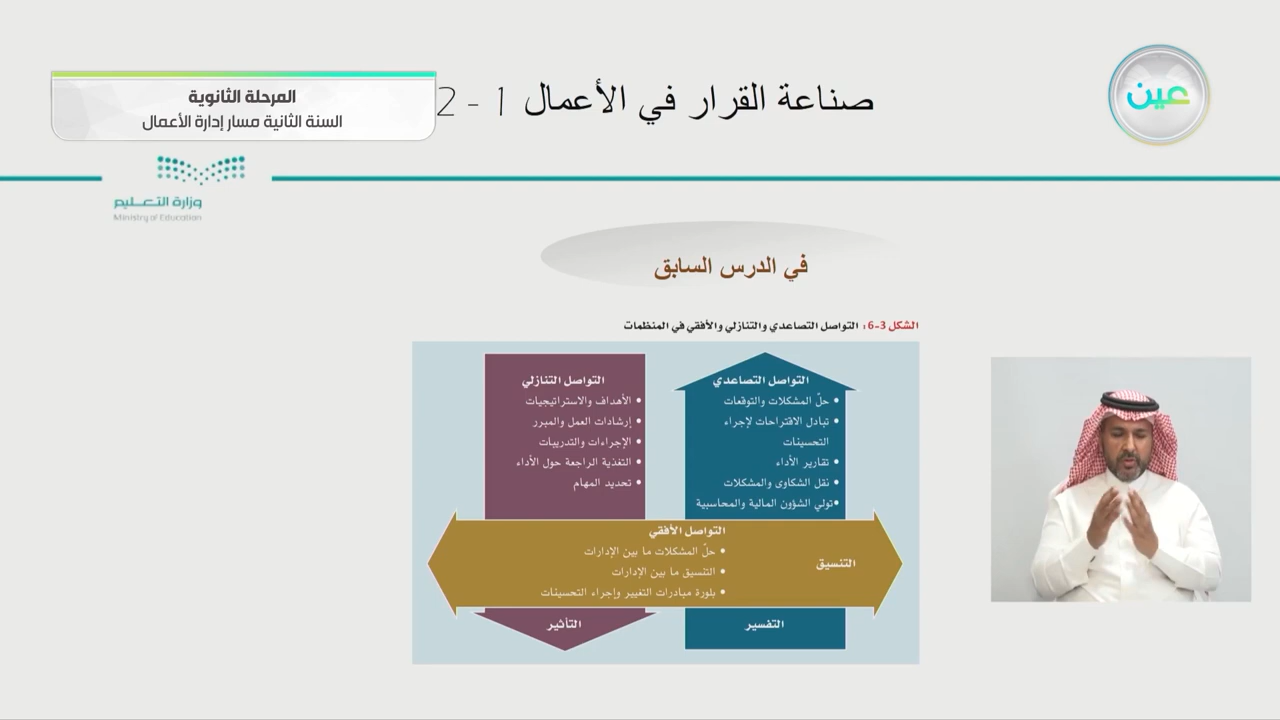 صناعة القرار في الأعمال 1 - 2
المرحلة الثانوية
السنة الثانية مسار إدارة الأعمال
عين
وزارة التعليم
Ministry of Education
في الدرس السابق
الشكل 3-6: التواصل التصاعدي والتنازلي والأفقي في المنظمات
التواصل التصاعدي
• حلّ المشكلات والتوقعات
• تبادل الاقتراحات لإجراء
التحسينات
• تقارير الأداء
• نقل الشكاوى والمشكلات
•تولي الشؤون المالية والمحاسبية
التواصل التنازلي
• الأهداف والاستراتيجيات
• إرشادات العمل والمبرر
• الإجراءات والتدريبات
• التغذية الراجعة حول الأداء
• تحديد المهام
التنسيق
التواصل الأفقي
• حلّ المشكلات ما بين الإدارات
• التنسيق ما بين الإدارات
• بلورة مبادرات التغيير وإجراء التحسينات
التفسير
التأثير